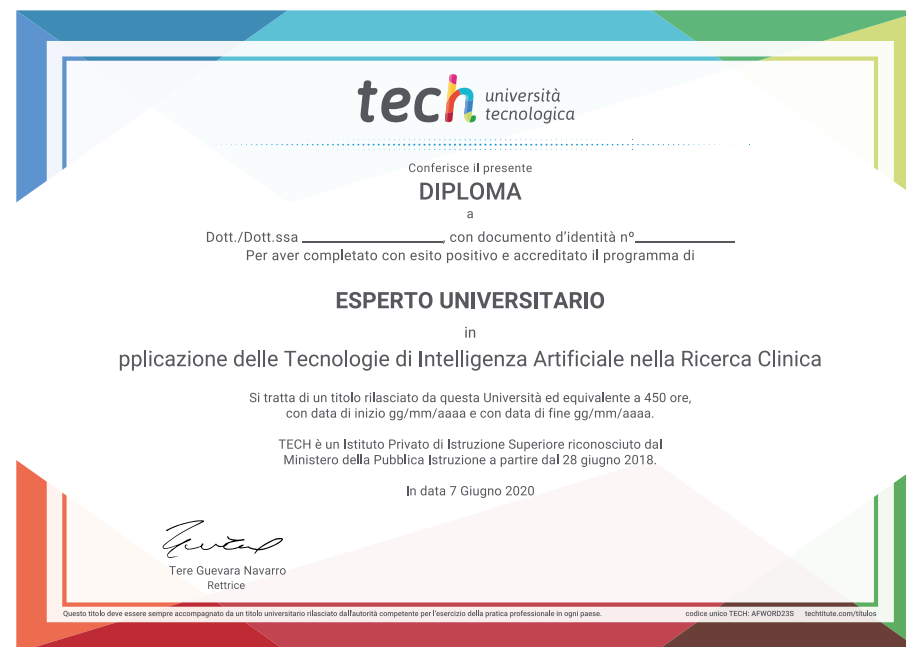 tech università
tecnologica
Conferisce il presente
DIPLOMA
a
Dott./Dott.ssa ____________, con documento d'identità nº____________
Per aver completato con esito positivo e accreditato il programma di
ESPERTO UNIVERSITARIO
in
pplicazione delle Tecnologie di Intelligenza Artificiale nella Ricerca Clinica
Si tratta di un titolo rilasciato da questa Università ed equivalente a 450 ore,
con data di inizio gg/mm/aaaa e con data di fine gg/mm/aaaa.
TECH è un Istituto Privato di Istruzione Superiore riconosciuto dal
Ministero della Pubblica Istruzione a partire dal 28 giugno 2018.
In data 7 Giugno 2020
Tere Guevara Navarro
Rettrice
Questo titolo deve essere sempre accompagnato da un titolo universitario rilasciato dall'autorità competente per l'esercizio della pratica professionale in ogni paese. codice unico TECH: AFWORD23S techtitute.com/titulos